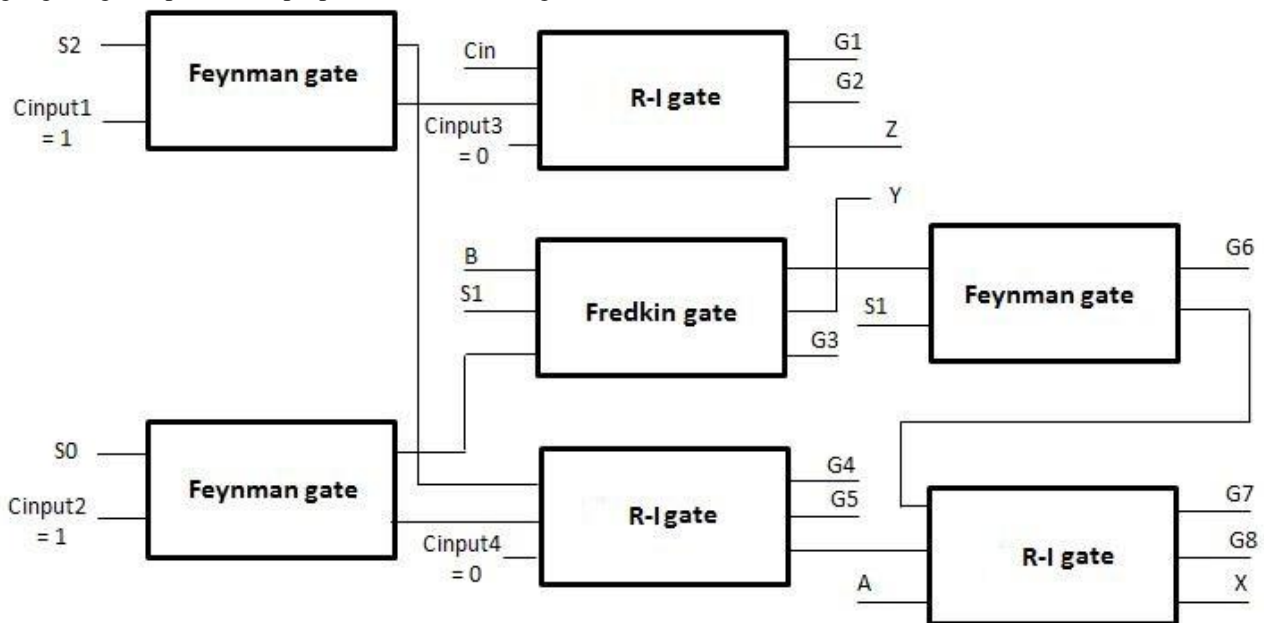 S2
Cinput1
= 1
Feynman gate
Cin
Cinput3
= 0
R-I gate
G1
G2
Z
Y
B
S1
Fredkin gate
G3
S1
Feynman gate
G6
S0
Cinput2
= 1
Feynman gate
Cinput4
= 0
R-I gate
G4
G5
A
R-I gate
G7
G8
X